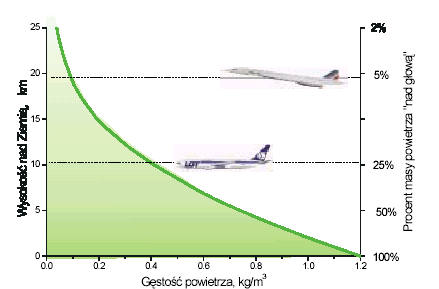 25
20
15
10
5
0
Wysokość nad Ziemią, km
0.0 0.2 0.4 0.6 0.8 1.0 1.2
Gęstość powietrza, kg/m³
2%
5%
25%
50%
100%
Procent masy powietrza "nad głową"
LOT